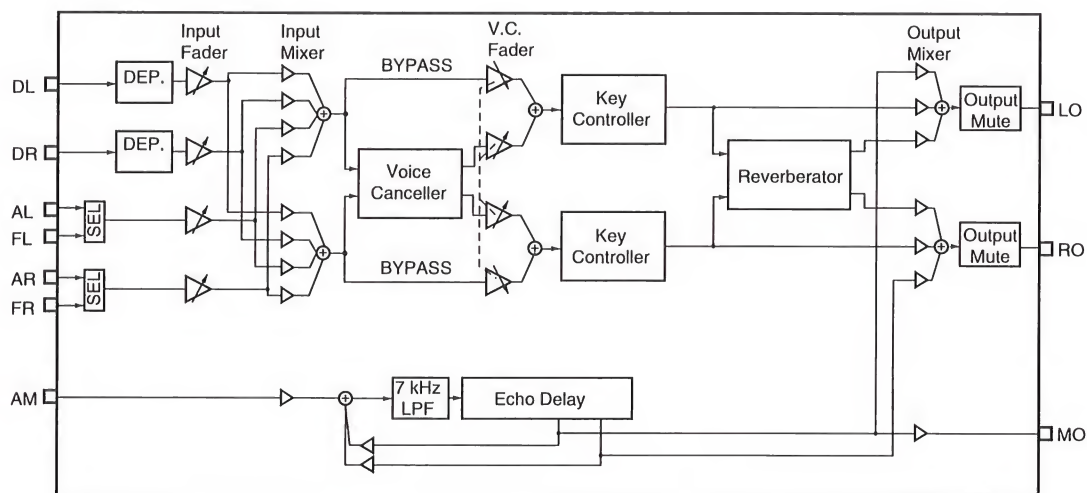 Input
Fader
Input
Mixer
V.C.
Fader
Output
Mixer
DL
DEP.
BYPASS
Key
Controller
Output
Mute
LO
DR
DEP.
Voice
Canceller
Reverberator
AL
FL
SEL
BYPASS
Key
Controller
Output
Mute
RO
AR
FR
SEL
AM
7 kHz
LPF
Echo Delay
MO